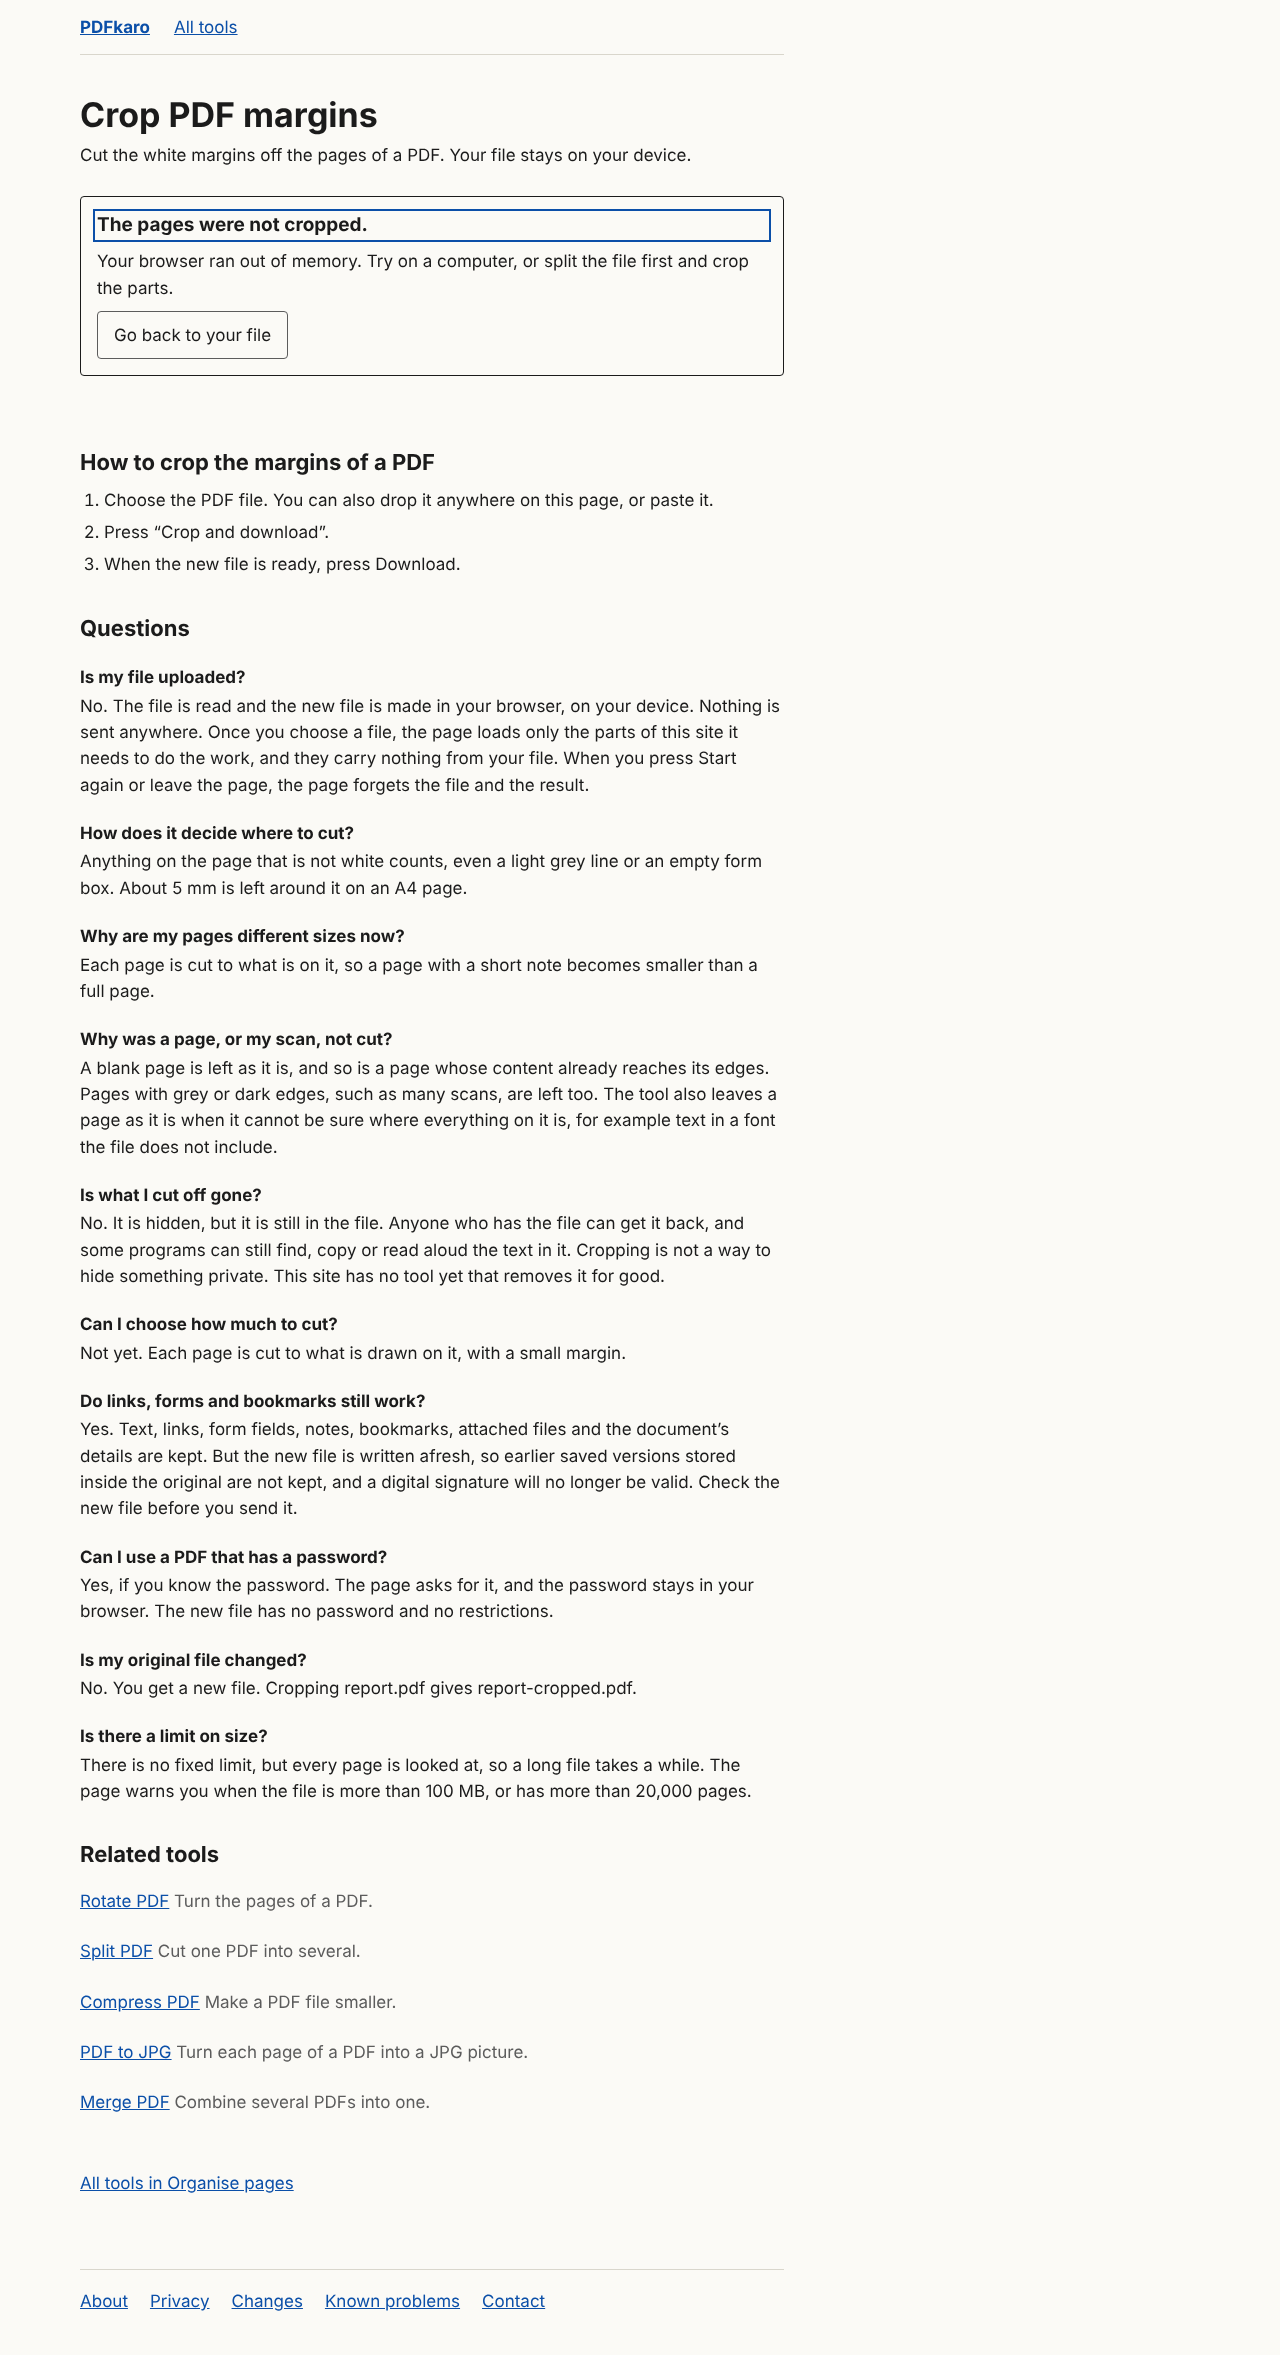 PDFkaro All tools
Crop PDF margins
Cut the white margins off the pages of a PDF. Your file stays on your device.
The pages were not cropped.
Your browser ran out of memory. Try on a computer, or split the file first and crop
the parts.
Go back to your file
How to crop the margins of a PDF
1. Choose the PDF file. You can also drop it anywhere on this page, or paste it.
2. Press “Crop and download”.
3. When the new file is ready, press Download.
Questions
Is my file uploaded?
No. The file is read and the new file is made in your browser, on your device. Nothing is
sent anywhere. Once you choose a file, the page loads only the parts of this site it
needs to do the work, and they carry nothing from your file. When you press Start
again or leave the page, the page forgets the file and the result.
How does it decide where to cut?
Anything on the page that is not white counts, even a light grey line or an empty form
box. About 5 mm is left around it on an A4 page.
Why are my pages different sizes now?
Each page is cut to what is on it, so a page with a short note becomes smaller than a
full page.
Why was a page, or my scan, not cut?
A blank page is left as it is, and so is a page whose content already reaches its edges.
Pages with grey or dark edges, such as many scans, are left too. The tool also leaves a
page as it is when it cannot be sure where everything on it is, for example text in a font
the file does not include.
Is what I cut off gone?
No. It is hidden, but it is still in the file. Anyone who has the file can get it back, and
some programs can still find, copy or read aloud the text in it. Cropping is not a way to
hide something private. This site has no tool yet that removes it for good.
Can I choose how much to cut?
Not yet. Each page is cut to what is drawn on it, with a small margin.
Do links, forms and bookmarks still work?
Yes. Text, links, form fields, notes, bookmarks, attached files and the document’s
details are kept. But the new file is written afresh, so earlier saved versions stored
inside the original are not kept, and a digital signature will no longer be valid. Check the
new file before you send it.
Can I use a PDF that has a password?
Yes, if you know the password. The page asks for it, and the password stays in your
browser. The new file has no password and no restrictions.
Is my original file changed?
No. You get a new file. Cropping report.pdf gives report-cropped.pdf.
Is there a limit on size?
There is no fixed limit, but every page is looked at, so a long file takes a while. The
page warns you when the file is more than 100 MB, or has more than 20,000 pages.
Related tools
Rotate PDF Turn the pages of a PDF.
Split PDF Cut one PDF into several.
Compress PDF Make a PDF file smaller.
PDF to JPG Turn each page of a PDF into a JPG picture.
Merge PDF Combine several PDFs into one.
All tools in Organise pages
About Privacy Changes Known problems Contact